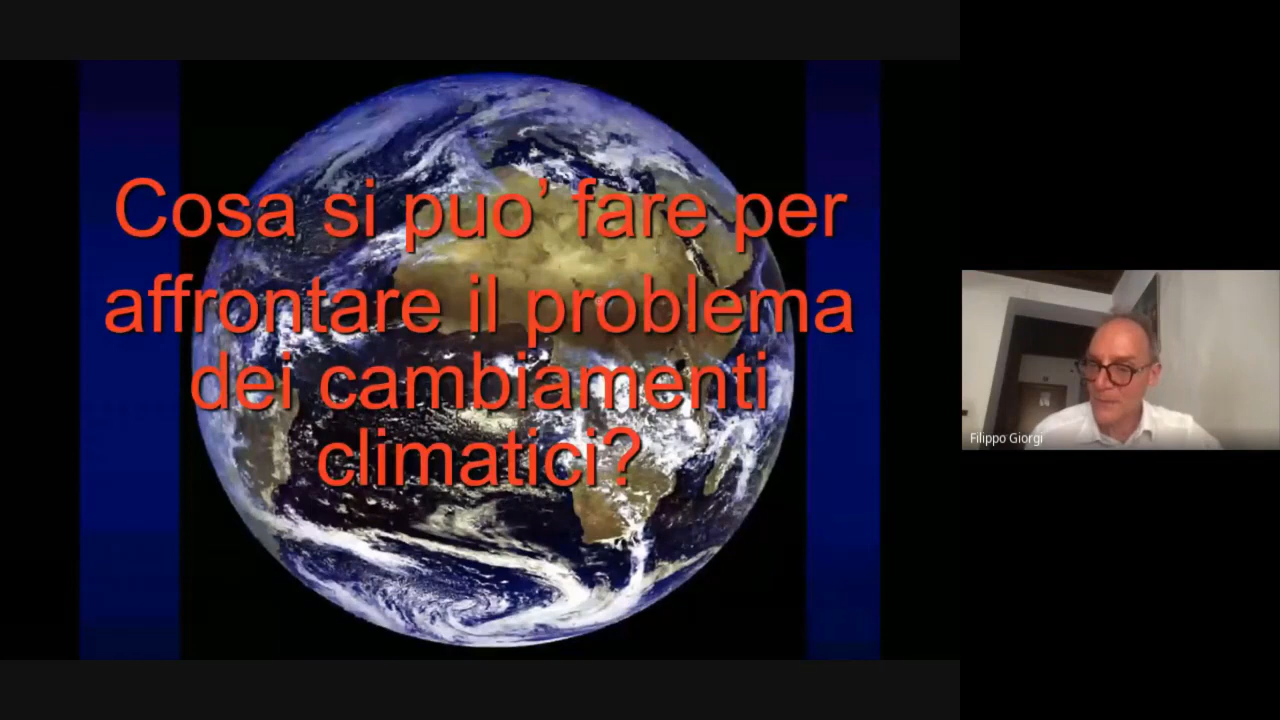 Cosa si puo’ fare per
affrontare il problema
dei cambiamenti
climatici?
Filippo Giorgi